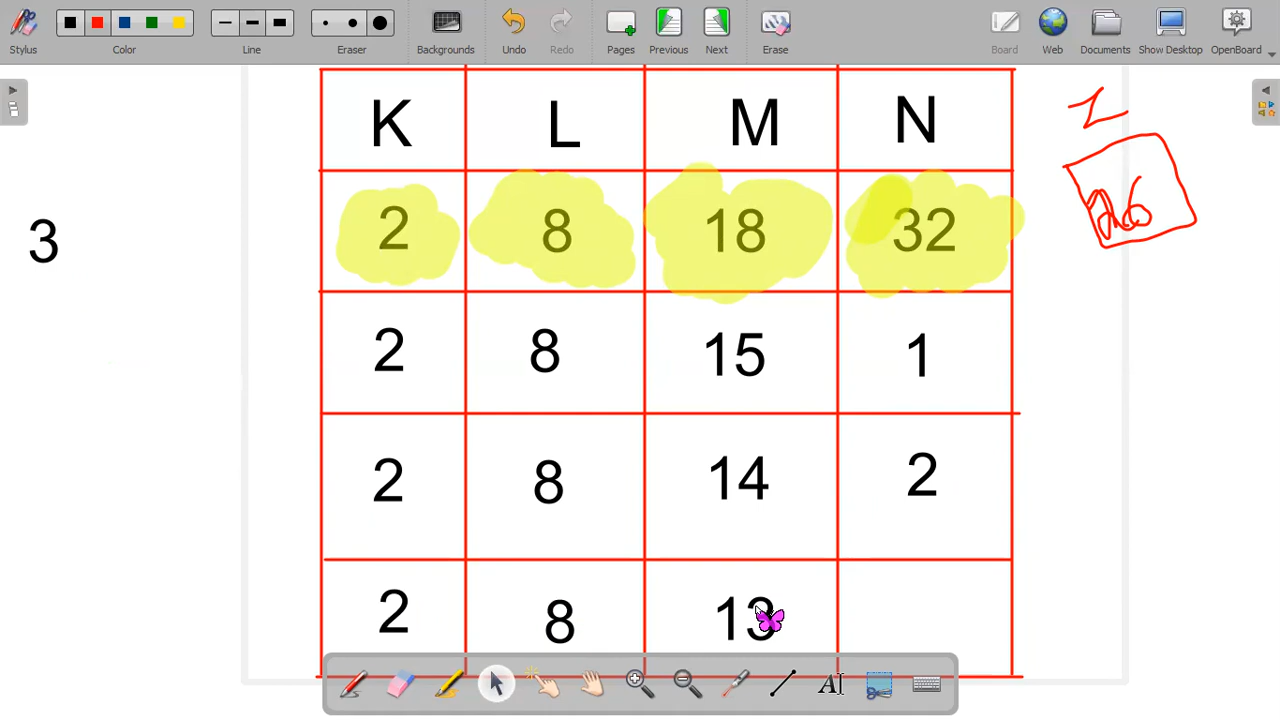 Stylus Color Line Eraser Backgrounds Undo Redo Pages Previous Next Erase Board Web Documents Show Desktop OpenBoard
K L M N
Z
2 8 18 32
26
3
2 8 15 1
2 8 14 2
2 8 13